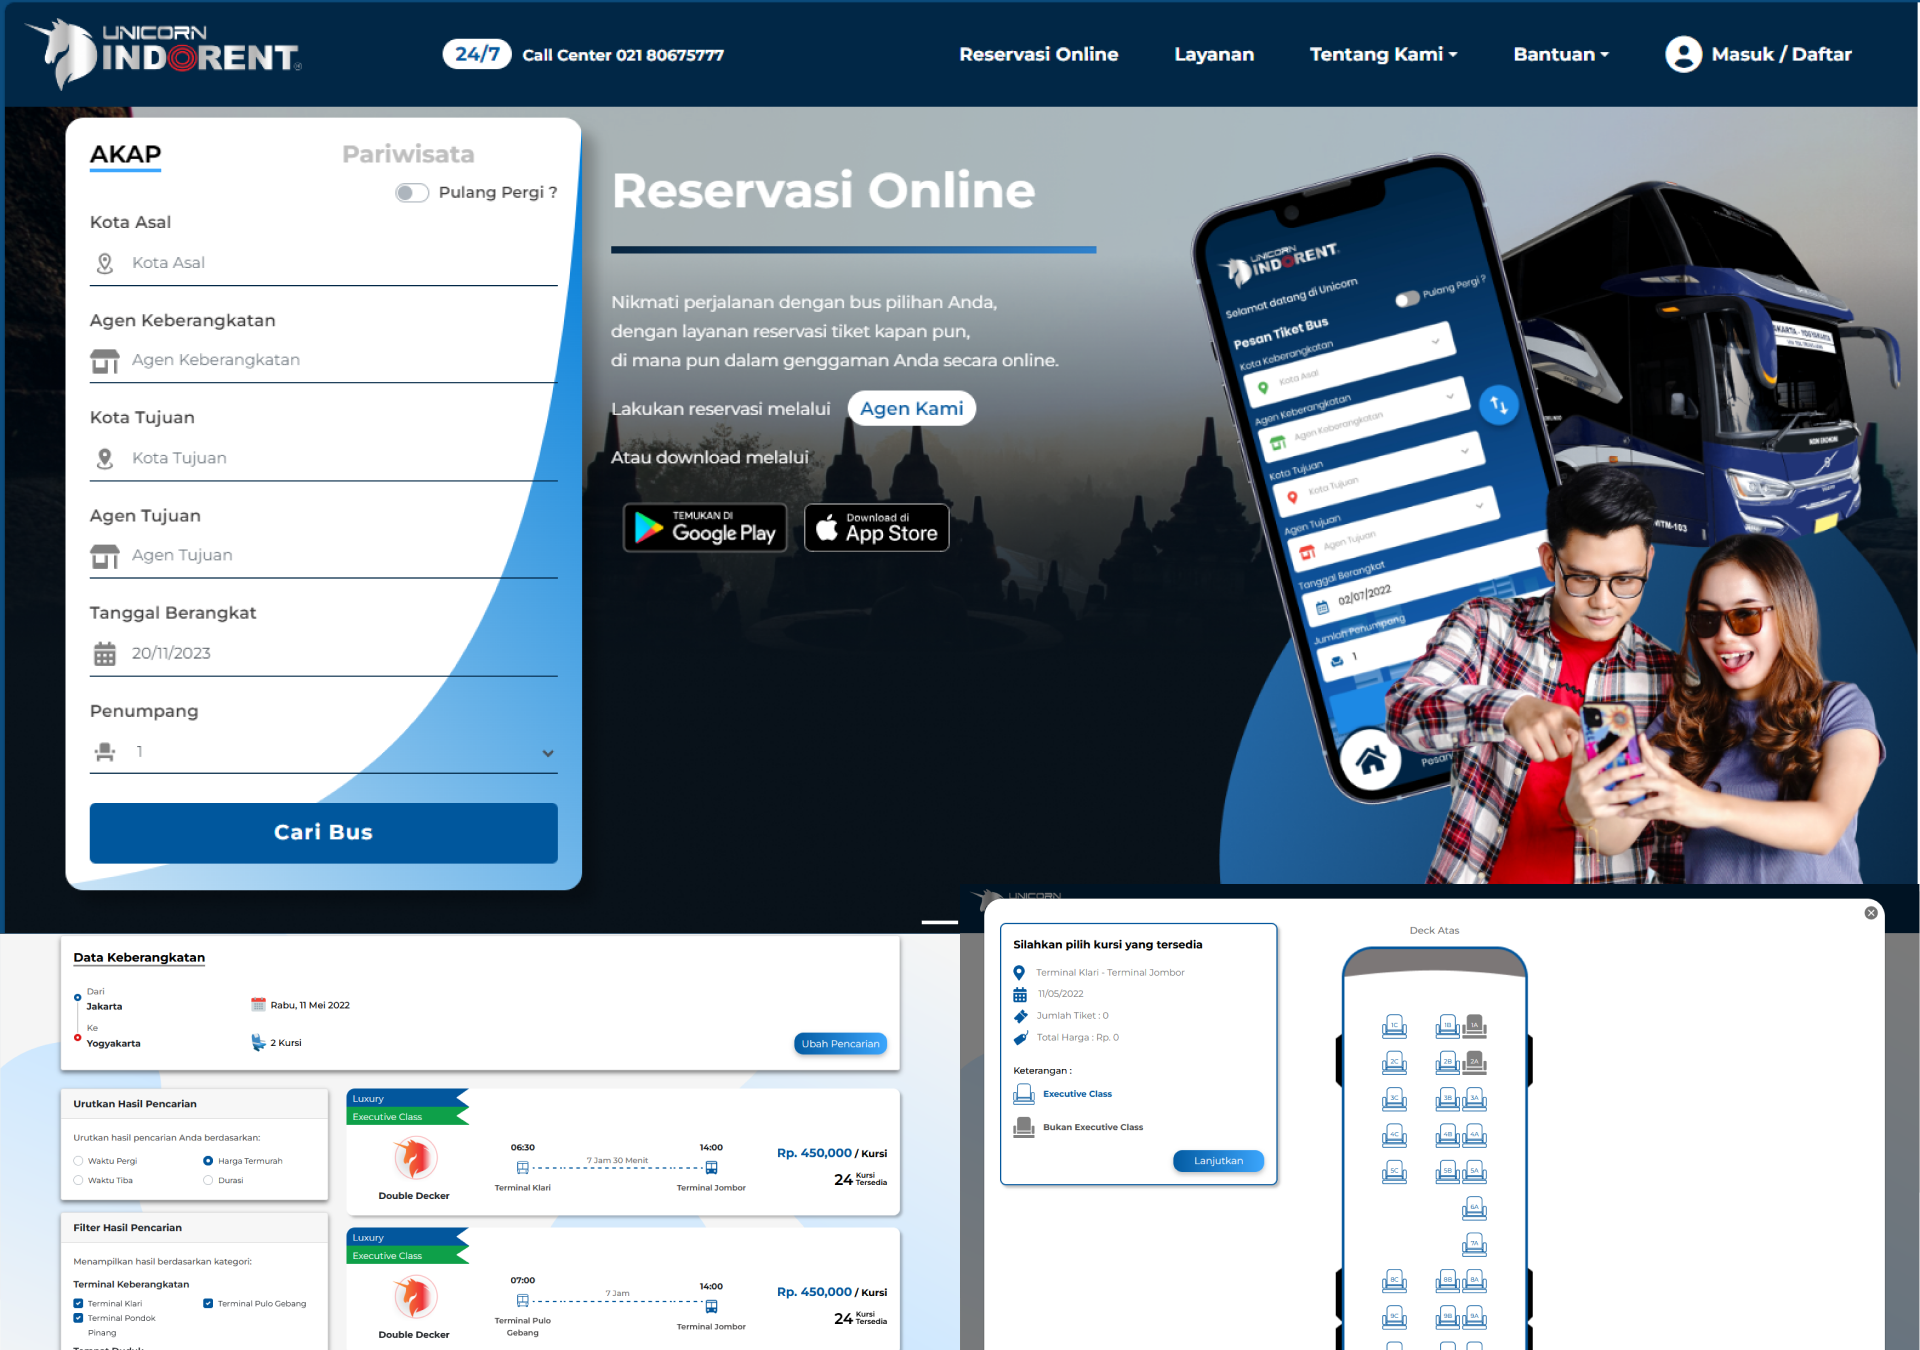 UNICORN
INDORENT
24/7 Call Center 021 80675777
Reservasi Online
Layanan
Tentang Kami
Bantuan
Masuk / Daftar
AKAP
Pariwisata
Pulang Pergi ?
Kota Asal
Kota Asal
Agen Keberangkatan
Agen Keberangkatan
Kota Tujuan
Kota Tujuan
Agen Tujuan
Agen Tujuan
Tanggal Berangkat
20/11/2023
Penumpang
1
Cari Bus
Reservasi Online
Nikmati perjalanan dengan bus pilihan Anda,
dengan layanan reservasi tiket kapan pun,
di mana pun dalam genggaman Anda secara online.
Lakukan reservasi melalui Agen Kami
Atau download melalui
TEMUKAN DI
Google Play
Download di
App Store
UNICORN
INDORENT
Selamat datang di Unicorn
Pulang Pergi ?
Pesan Tiket Bus
Kota Keberangkatan
Kota Asal
Agen Keberangkatan
Agen Keberangkatan
Kota Tujuan
Kota Tujuan
Agen Tujuan
Agen Tujuan
Tanggal Berangkat
02/07/2022
Jumlah Penumpang
1
Pesan
Data Keberangkatan
Dari
Jakarta
Ke
Yogyakarta
Rabu, 11 Mei 2022
2 Kursi
Ubah Pencarian
Urutkan Hasil Pencarian
Urutkan hasil pencarian Anda berdasarkan:
Waktu Pergi
Harga Termurah
Waktu Tiba
Durasi
Filter Hasil Pencarian
Menampilkan hasil berdasarkan kategori:
Terminal Keberangkatan
Terminal Klari
Terminal Pulo Gebang
Terminal Pondok
Pinang
Luxury
Executive Class
Double Decker
06:30
7 Jam 30 Menit
14:00
Terminal Klari
Terminal Jombor
Rp. 450,000 / Kursi
24 Kursi
Tersedia
Luxury
Executive Class
Double Decker
07:00
7 Jam
14:00
Terminal Pulo
Gebang
Terminal Jombor
Rp. 450,000 / Kursi
24 Kursi
Tersedia
UNICORN
Silahkan pilih kursi yang tersedia
Terminal Klari - Terminal Jombor
11/05/2022
Jumlah Tiket : 0
Total Harga : Rp. 0
Keterangan :
Executive Class
Bukan Executive Class
Lanjutkan
Deck Atas
1C 1B 1A
2C 2B 2A
3C 3B 3A
4C 4B 4A
5C 5B 5A
6A
7A
8C 8B 8A
9C 9B 9A